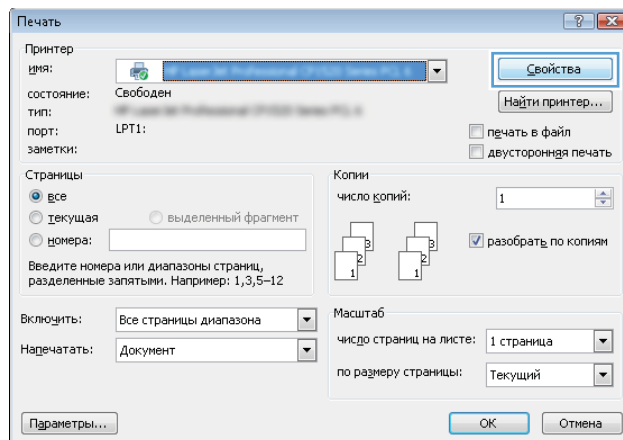 Печать
Принтер
имя:
Свойства
состояние: Свободен
Найти принтер...
тип:
порт: LPT1:
печать в файл
заметки:
двусторонняя печать
Страницы
все
текущая выделенный фрагмент
номера:
Введите номера или диапазоны страниц,
разделенные запятыми. Например: 1,3,5–12
Копии
число копий: 1
3 3
2 2
1 1
разобрать по копиям
Включить: Все страницы диапазона
Напечатать: Документ
Масштаб
число страниц на листе: 1 страница
по размеру страницы: Текущий
Параметры...
ОК Отмена